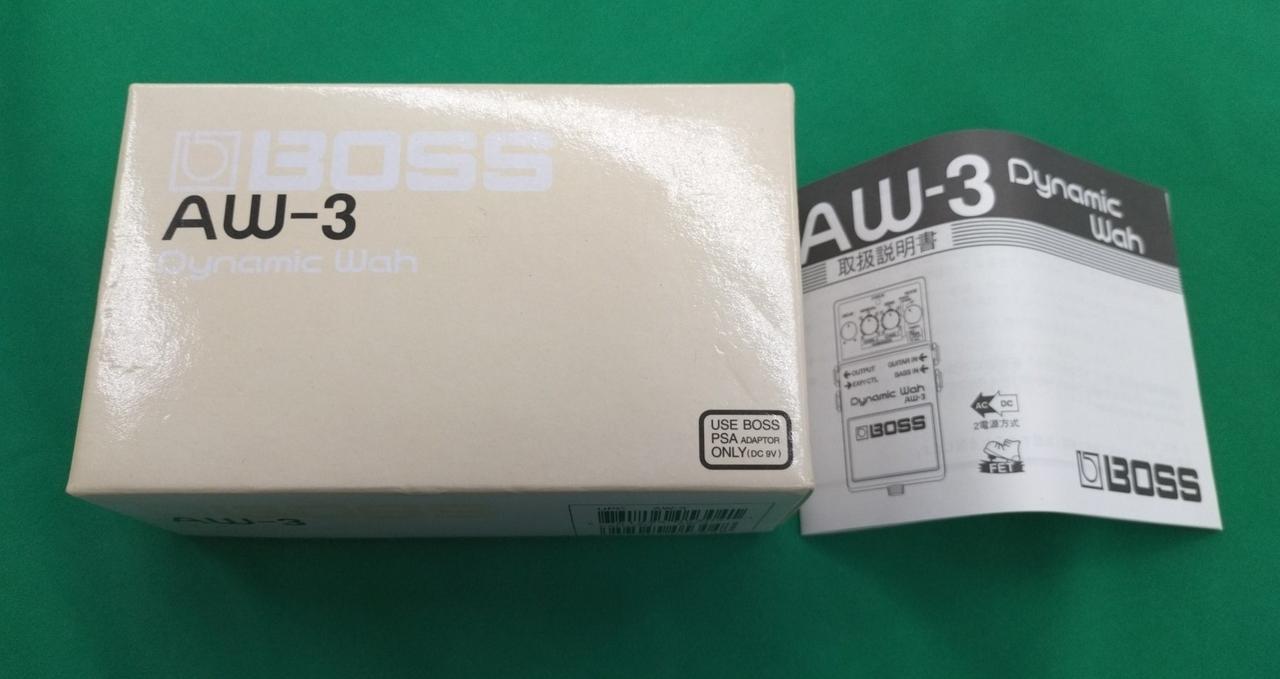 BOSS
AW-3
Dynamic Wah
USE BOSS
PSA ADAPTOR
ONLY (DC 9V)
AW-3
AW-3
AW-3 Dynamic
Wah
取扱説明書
OUTPUT GUITAR IN
EXP/CTL BASS IN
Dynamic Wah
AW-3
BOSS
AC DC
2電源方式
FET
BOSS